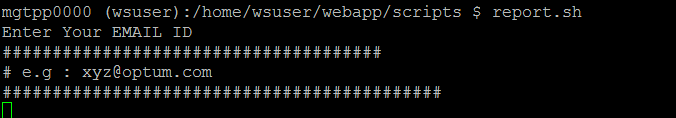 mgtpp0000 (wsuser):/home/wsuser/webapp/scripts $ report.sh
Enter Your EMAIL ID
######################################
# e.g : xyz@optum.com
############################################